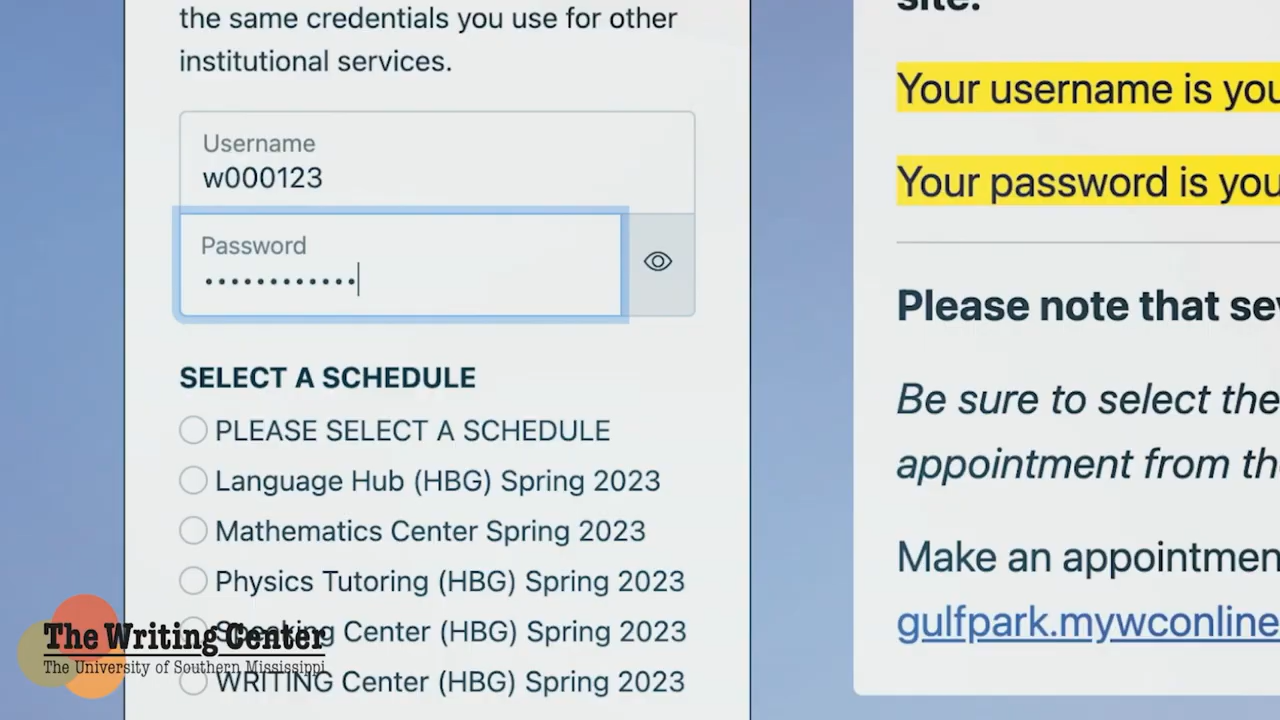 the same credentials you use for other
institutional services.
Username
w000123
Password
••••••••••••
SELECT A SCHEDULE
PLEASE SELECT A SCHEDULE
Language Hub (HBG) Spring 2023
Mathematics Center Spring 2023
Physics Tutoring (HBG) Spring 2023
Speaking Center (HBG) Spring 2023
WRITING Center (HBG) Spring 2023
site.
Your username is you
Your password is you
Please note that sev
Be sure to select the
appointment from th
Make an appointmen
gulfpark.mywconline
The Writing Center
The University of Southern Mississippi